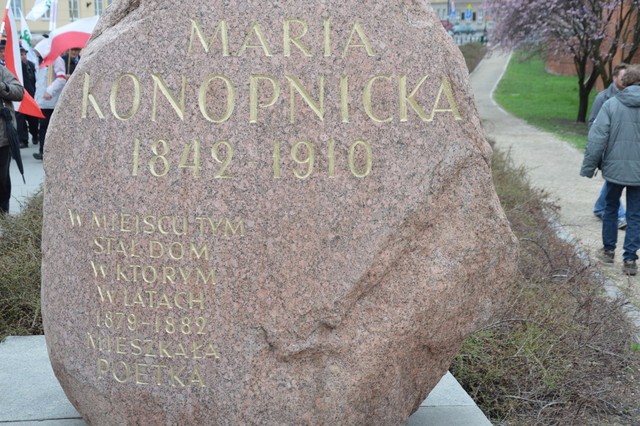 MARIA
KONOPNICKA
1842 - 1910
W MIEJSCU TYM
STAŁ DOM
W KTÓRYM
W LATACH
1879-1882
MIESZKAŁA
POETKA